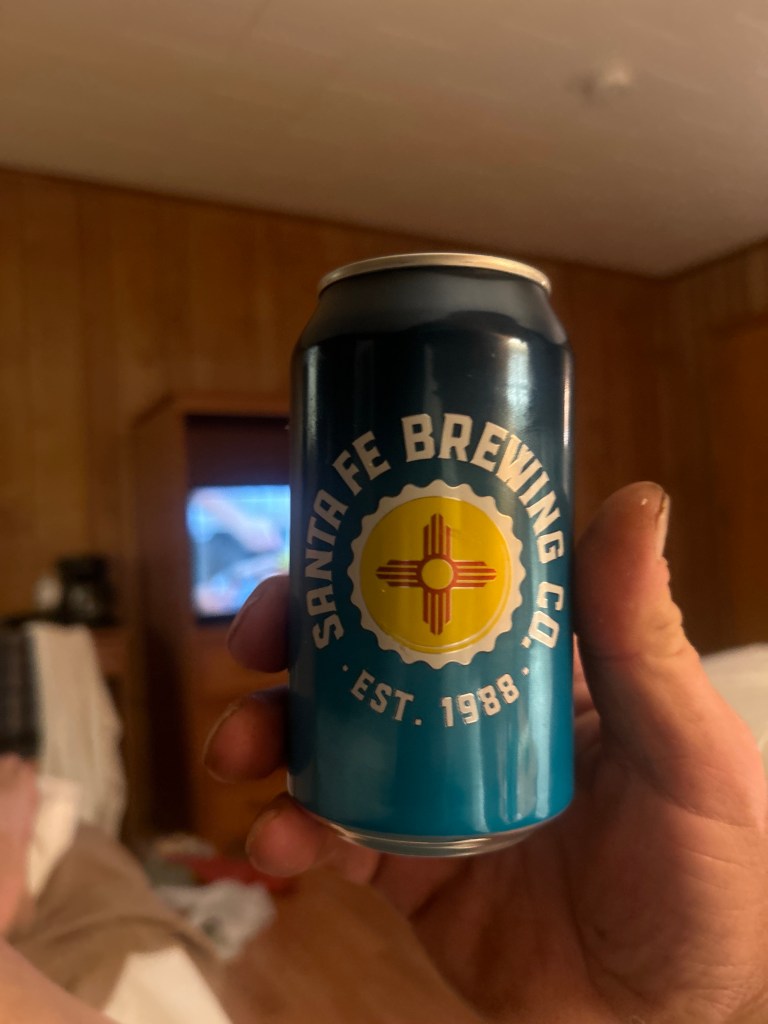 SANTA FE BREWING CO.
· EST. 1988 ·